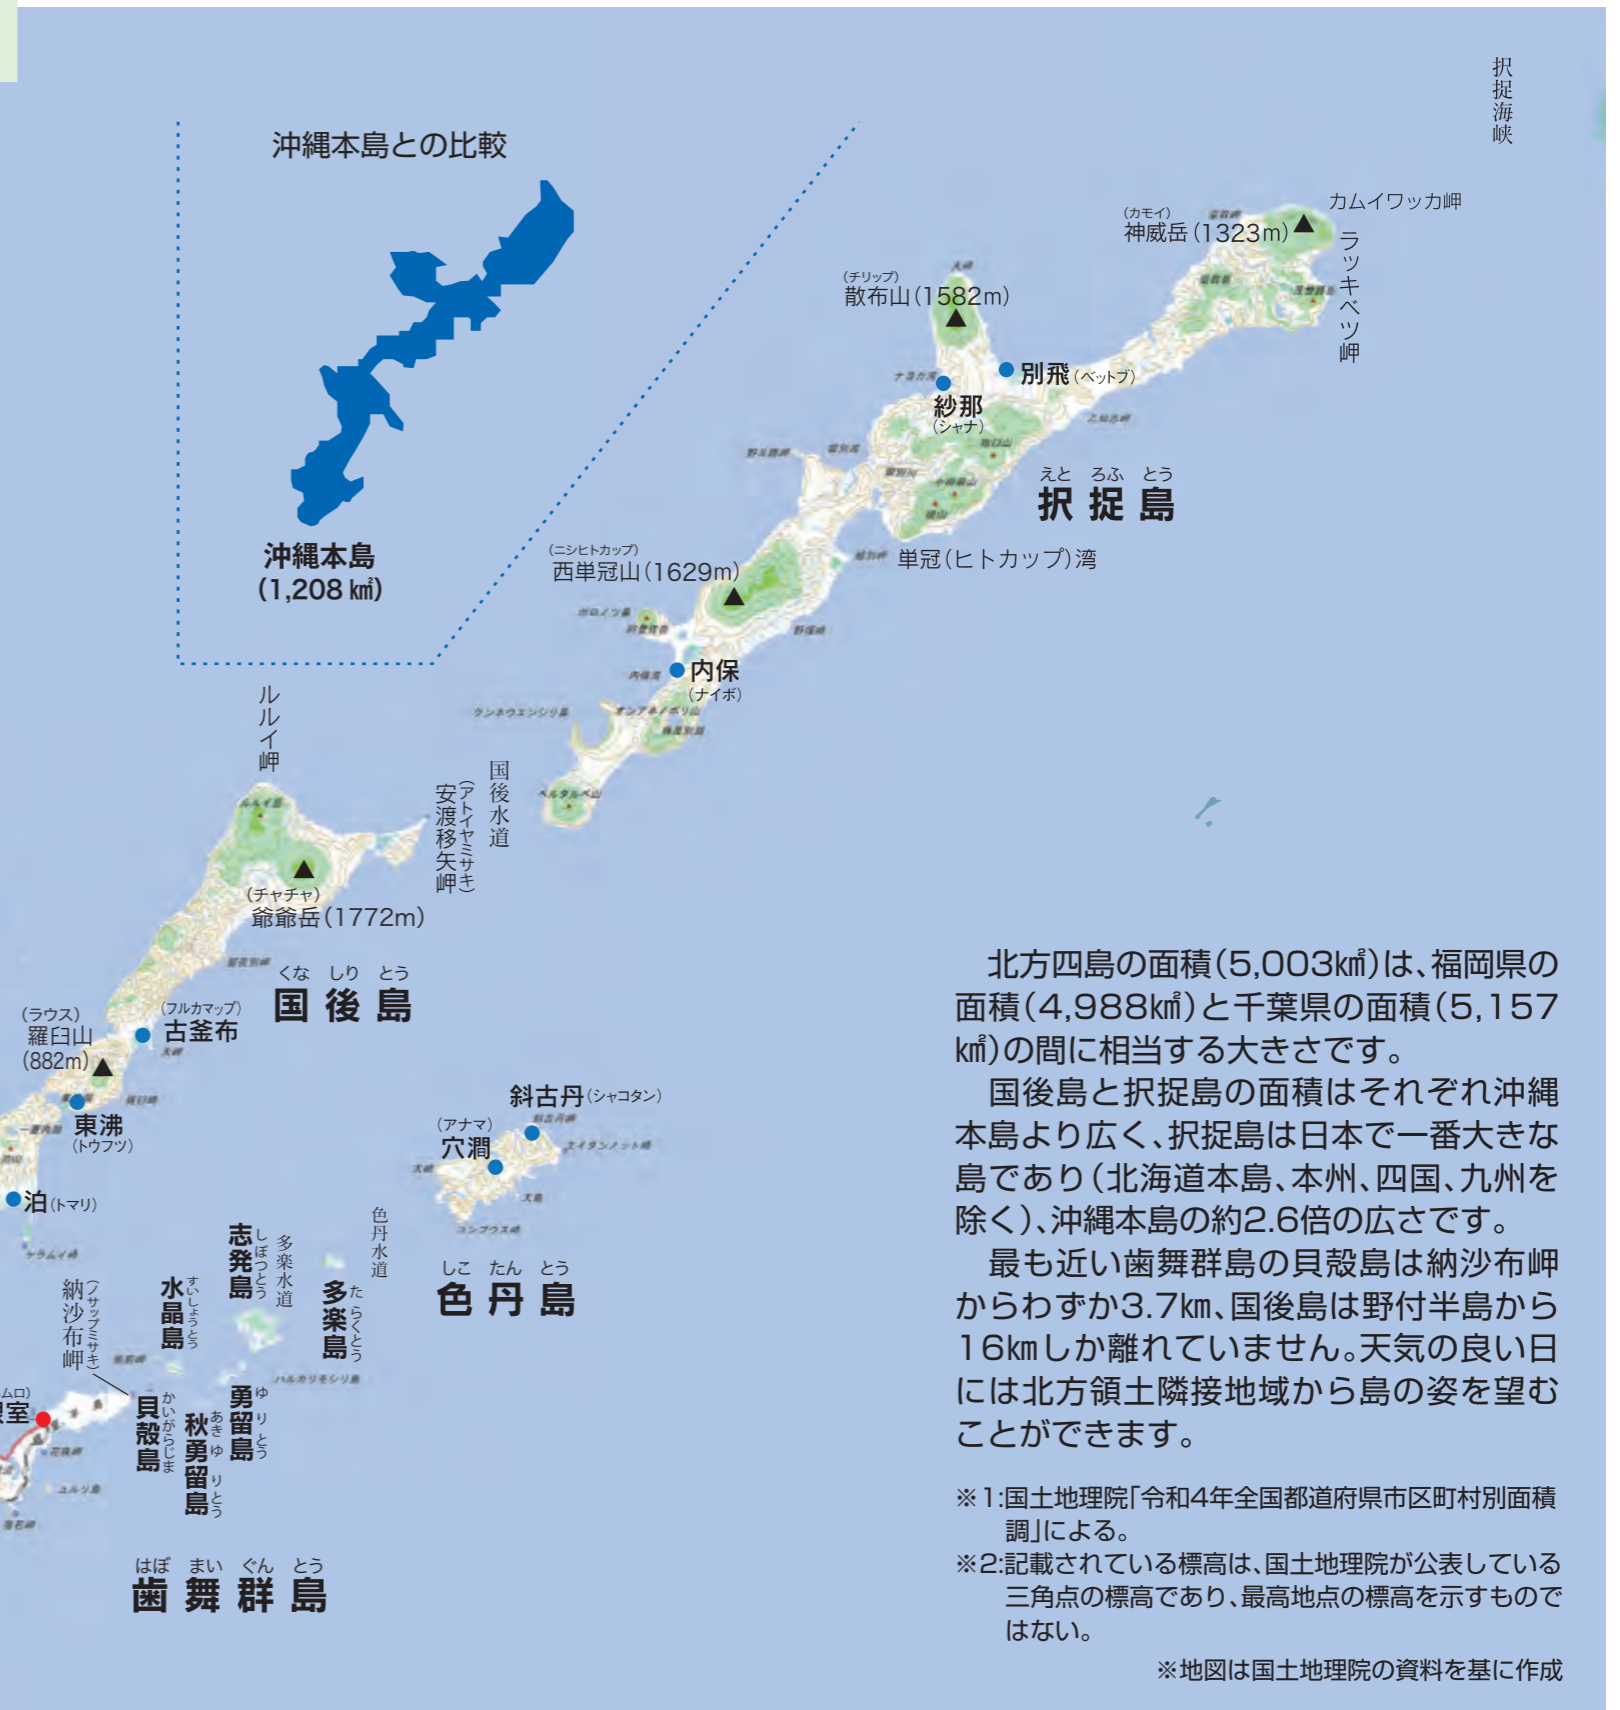 択捉海峡
沖縄本島との比較
沖縄本島
(1,208㎢)
カムイワッカ岬
(カモイ)
神威岳(1323m)
ラッキベツ岬
(チリップ)
散布山(1582m)
別飛(ベットブ)
紗那
(シャナ)
えとろふとう
択捉島
単冠(ヒトカップ)湾
(ニシヒトカップ)
西単冠山(1629m)
内保
(ナイボ)
ルルイ岬
国後水道
安渡移矢岬
(アトイヤミサキ)
(チャチャ)
爺爺岳(1772m)
くなしりとう
国後島
(フルカマップ)
古釜布
(ラウス)
羅臼山
(882m)
東沸
(トウフツ)
泊(トマリ)
斜古丹(シャコタン)
(アナマ)
穴澗
しこたんとう
色丹島
色丹水道
多楽水道
志発島
しぼつとう
多楽島
たらくとう
水晶島
すいしょうとう
納沙布岬
(ノサップミサキ)
貝殻島
かいがらじま
秋勇留島
あきゆりとう
勇留島
ゆりとう
ムロ)
室
はぼまいぐんとう
歯舞群島
北方四島の面積(5,003㎢)は、福岡県の
面積(4,988㎢)と千葉県の面積(5,157
㎢)の間に相当する大きさです。
国後島と択捉島の面積はそれぞれ沖縄
本島より広く、択捉島は日本で一番大きな
島であり(北海道本島、本州、四国、九州を
除く)、沖縄本島の約2.6倍の広さです。
最も近い歯舞群島の貝殻島は納沙布岬
からわずか3.7㎞、国後島は野付半島から
16㎞しか離れていません。天気の良い日
には北方領土隣接地域から島の姿を望む
ことができます。
※1:国土地理院「令和4年全国都道府県市区町村別面積
調」による。
※2:記載されている標高は、国土地理院が公表している
三角点の標高であり、最高地点の標高を示すもので
はない。
※地図は国土地理院の資料を基に作成